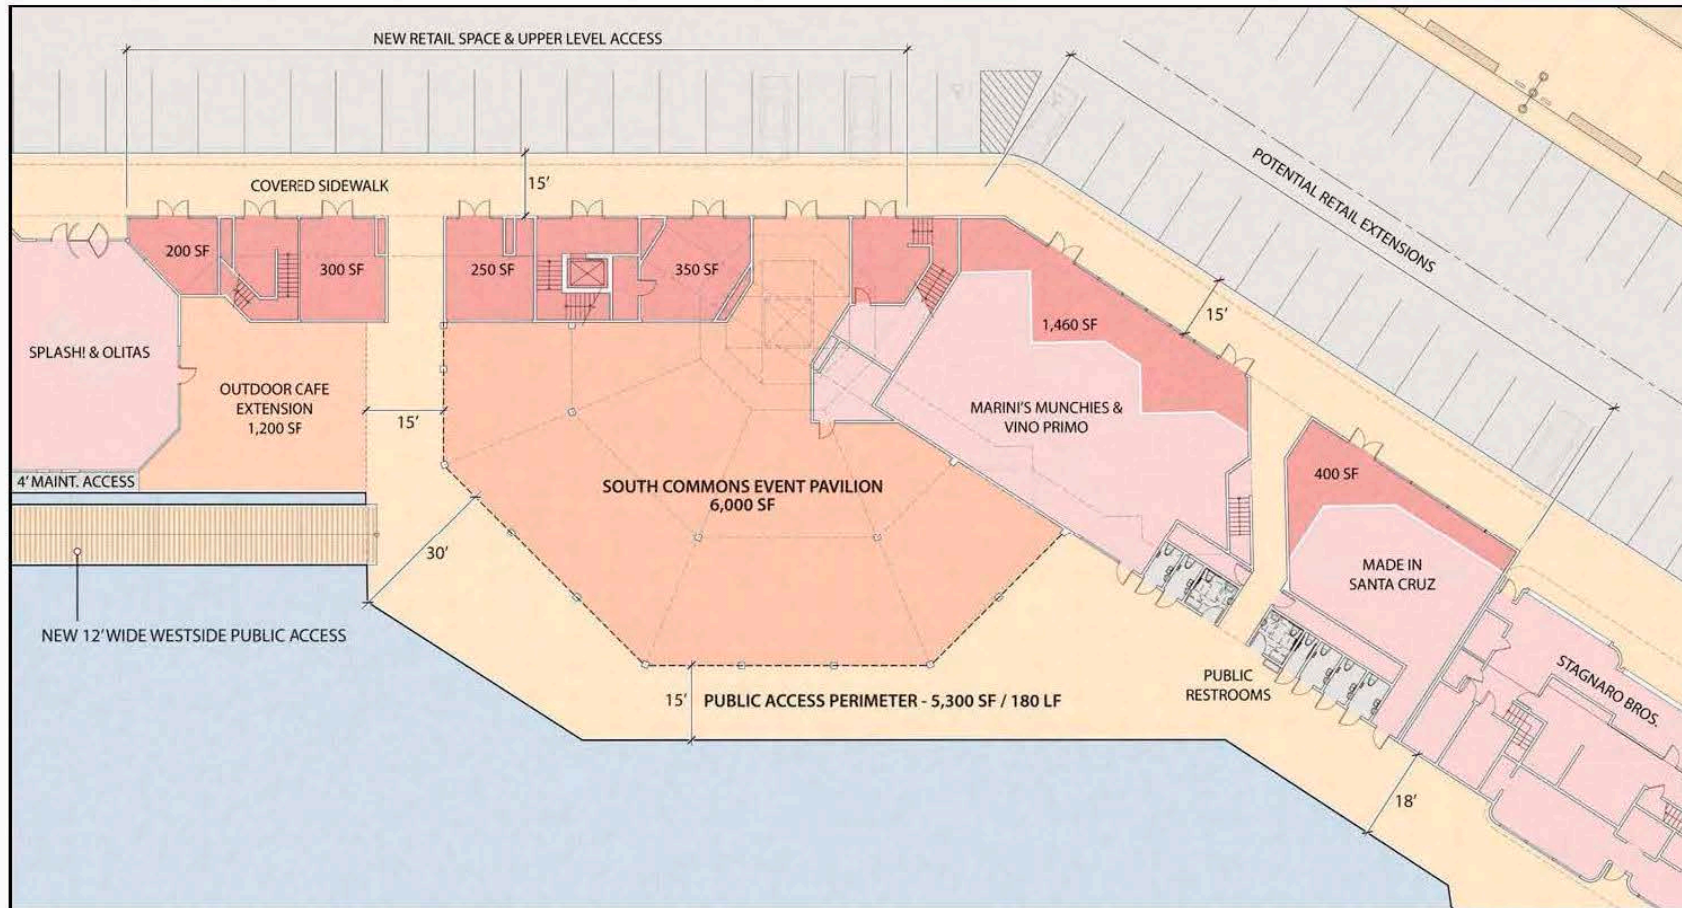 NEW RETAIL SPACE & UPPER LEVEL ACCESS
POTENTIAL RETAIL EXTENSIONS
COVERED SIDEWALK
15'
200 SF
300 SF
250 SF
350 SF
1,460 SF
15'
SPLASH! & OLITAS
OUTDOOR CAFE
EXTENSION
1,200 SF
15'
MARINI'S MUNCHIES &
VINO PRIMO
4' MAINT. ACCESS
SOUTH COMMONS EVENT PAVILION
6,000 SF
400 SF
30'
MADE IN
SANTA CRUZ
NEW 12' WIDE WESTSIDE PUBLIC ACCESS
STAGNARO BROS.
PUBLIC
RESTROOMS
15'
PUBLIC ACCESS PERIMETER - 5,300 SF / 180 LF
18'